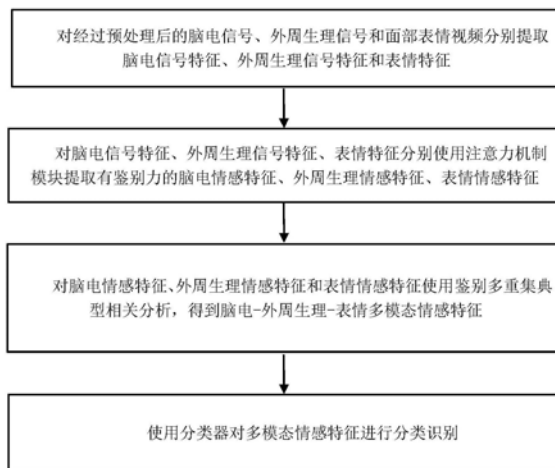 对经过预处理后的脑电信号、外周生理信号和面部表情视频分别提取
脑电信号特征、外周生理信号特征和表情特征
对脑电信号特征、外周生理信号特征、表情特征分别使用注意力机制
模块提取有鉴别力的脑电情感特征、外周生理情感特征、表情情感特征
对脑电情感特征、外周生理情感特征和表情情感特征使用鉴别多重集典
型相关分析，得到脑电-外周生理-表情多模态情感特征
使用分类器对多模态情感特征进行分类识别